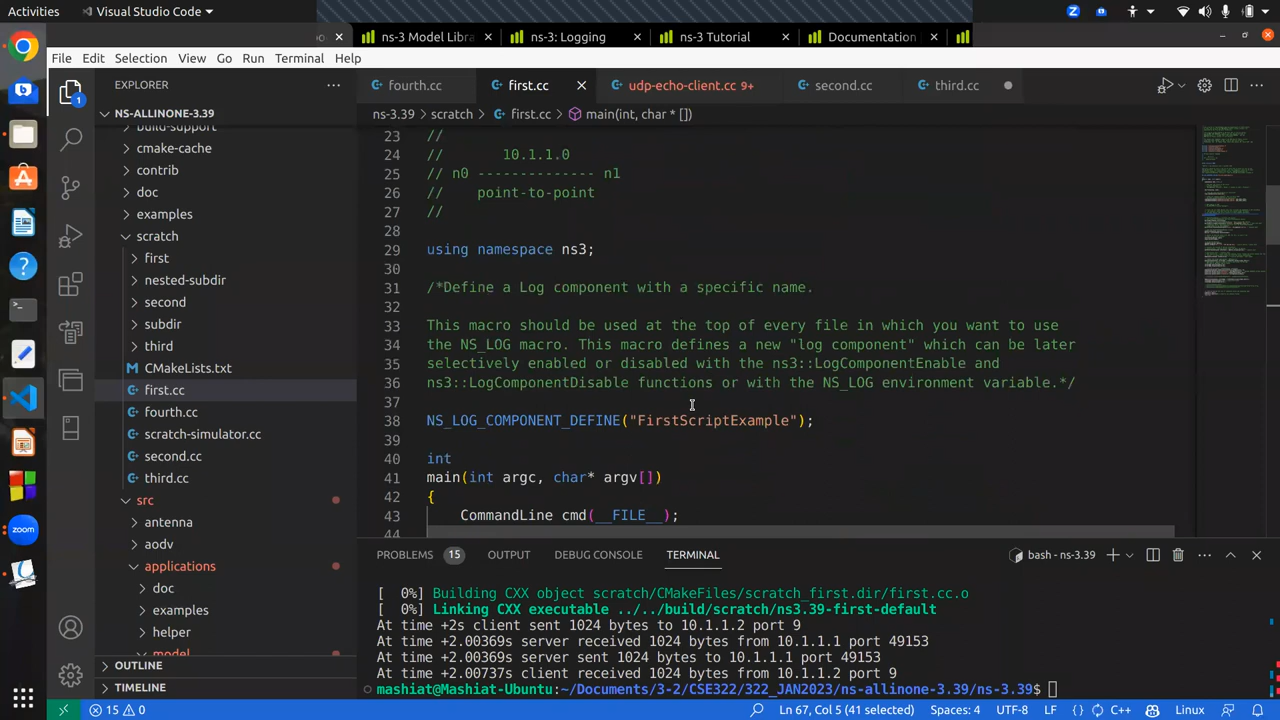 Activities
Visual Studio Code
ns-3 Model Libra
ns-3: Logging
ns-3 Tutorial
Documentation
File Edit Selection View Go Run Terminal Help
EXPLORER
fourth.cc
first.cc
udp-echo-client.cc 9+
second.cc
third.cc
NS-ALLINONE-3.39
ns-3.39 > scratch > first.cc > main(int, char * [])
build-support
cmake-cache
contrib
doc
examples
scratch
first
nested-subdir
second
subdir
third
CMakeLists.txt
first.cc
fourth.cc
scratch-simulator.cc
second.cc
third.cc
src
antenna
aodv
applications
doc
examples
helper
model
OUTLINE
TIMELINE
23 //
24 // 10.1.1.0
25 // n0 -------------- n1
26 // point-to-point
27 //
28
29 using namespace ns3;
30
31 /*Define a Log component with a specific name.
32
33 This macro should be used at the top of every file in which you want to use
34 the NS_LOG macro. This macro defines a new "log component" which can be later
35 selectively enabled or disabled with the ns3::LogComponentEnable and
36 ns3::LogComponentDisable functions or with the NS_LOG environment variable.*/
37
38 NS_LOG_COMPONENT_DEFINE("FirstScriptExample");
39
40 int
41 main(int argc, char* argv[])
42 {
43 CommandLine cmd(__FILE__);
44
PROBLEMS 15 OUTPUT DEBUG CONSOLE TERMINAL
bash - ns-3.39
[ 0%] Building CXX object scratch/CMakeFiles/scratch_first.dir/first.cc.o
[ 0%] Linking CXX executable ../../build/scratch/ns3.39-first-default
At time +2s client sent 1024 bytes to 10.1.1.2 port 9
At time +2.00369s server received 1024 bytes from 10.1.1.1 port 49153
At time +2.00369s server sent 1024 bytes to 10.1.1.1 port 49153
At time +2.00737s client received 1024 bytes from 10.1.1.2 port 9
mashiat@Mashiat-Ubuntu:~/Documents/3-2/CSE322/322_JAN2023/ns-allinone-3.39/ns-3.39$
15 0
Ln 67, Col 5 (41 selected)
Spaces: 4
UTF-8
LF
{} C++
Linux
zoom
1